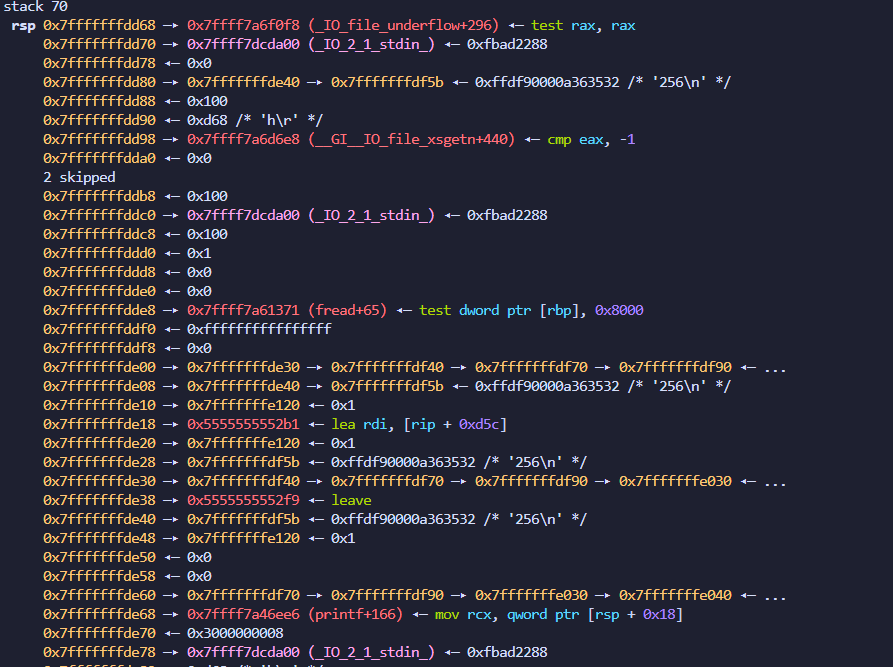 stack 70
rsp 0x7fffffffdd68 —▸ 0x7ffff7a6f0f8 (_IO_file_underflow+296) ◂— test rax, rax
0x7fffffffdd70 —▸ 0x7ffff7dcda00 (_IO_2_1_stdin_) ◂— 0xfbad2288
0x7fffffffdd78 ◂— 0x0
0x7fffffffdd80 —▸ 0x7fffffffde40 —▸ 0x7fffffffdf5b ◂— 0xffdf90000a363532 /* '256\n' */
0x7fffffffdd88 ◂— 0x100
0x7fffffffdd90 ◂— 0xd68 /* 'h\r' */
0x7fffffffdd98 —▸ 0x7ffff7a6d6e8 (__GI__IO_file_xsgetn+440) ◂— cmp eax, -1
0x7fffffffdda0 ◂— 0x0
2 skipped
0x7fffffffddb8 ◂— 0x100
0x7fffffffddc0 —▸ 0x7ffff7dcda00 (_IO_2_1_stdin_) ◂— 0xfbad2288
0x7fffffffddc8 ◂— 0x100
0x7fffffffddd0 ◂— 0x1
0x7fffffffddd8 ◂— 0x0
0x7fffffffdde0 ◂— 0x0
0x7fffffffdde8 —▸ 0x7ffff7a61371 (fread+65) ◂— test dword ptr [rbp], 0x8000
0x7fffffffddf0 ◂— 0xffffffffffffffff
0x7fffffffddf8 ◂— 0x0
0x7fffffffde00 —▸ 0x7fffffffde30 —▸ 0x7fffffffdf40 —▸ 0x7fffffffdf70 —▸ 0x7fffffffdf90 ◂— ...
0x7fffffffde08 —▸ 0x7fffffffde40 —▸ 0x7fffffffdf5b ◂— 0xffdf90000a363532 /* '256\n' */
0x7fffffffde10 —▸ 0x7fffffffe120 ◂— 0x1
0x7fffffffde18 —▸ 0x5555555552b1 ◂— lea rdi, [rip + 0xd5c]
0x7fffffffde20 —▸ 0x7fffffffe120 ◂— 0x1
0x7fffffffde28 —▸ 0x7fffffffdf5b ◂— 0xffdf90000a363532 /* '256\n' */
0x7fffffffde30 —▸ 0x7fffffffdf40 —▸ 0x7fffffffdf70 —▸ 0x7fffffffdf90 —▸ 0x7fffffffe030 ◂— ...
0x7fffffffde38 —▸ 0x5555555552f9 ◂— leave
0x7fffffffde40 —▸ 0x7fffffffdf5b ◂— 0xffdf90000a363532 /* '256\n' */
0x7fffffffde48 —▸ 0x7fffffffe120 ◂— 0x1
0x7fffffffde50 ◂— 0x0
0x7fffffffde58 ◂— 0x0
0x7fffffffde60 —▸ 0x7fffffffdf70 —▸ 0x7fffffffdf90 —▸ 0x7fffffffe030 —▸ 0x7fffffffe040 ◂— ...
0x7fffffffde68 —▸ 0x7ffff7a46ee6 (printf+166) ◂— mov rcx, qword ptr [rsp + 0x18]
0x7fffffffde70 ◂— 0x3000000008
0x7fffffffde78 —▸ 0x7ffff7dcda00 (_IO_2_1_stdin_) ◂— 0xfbad2288